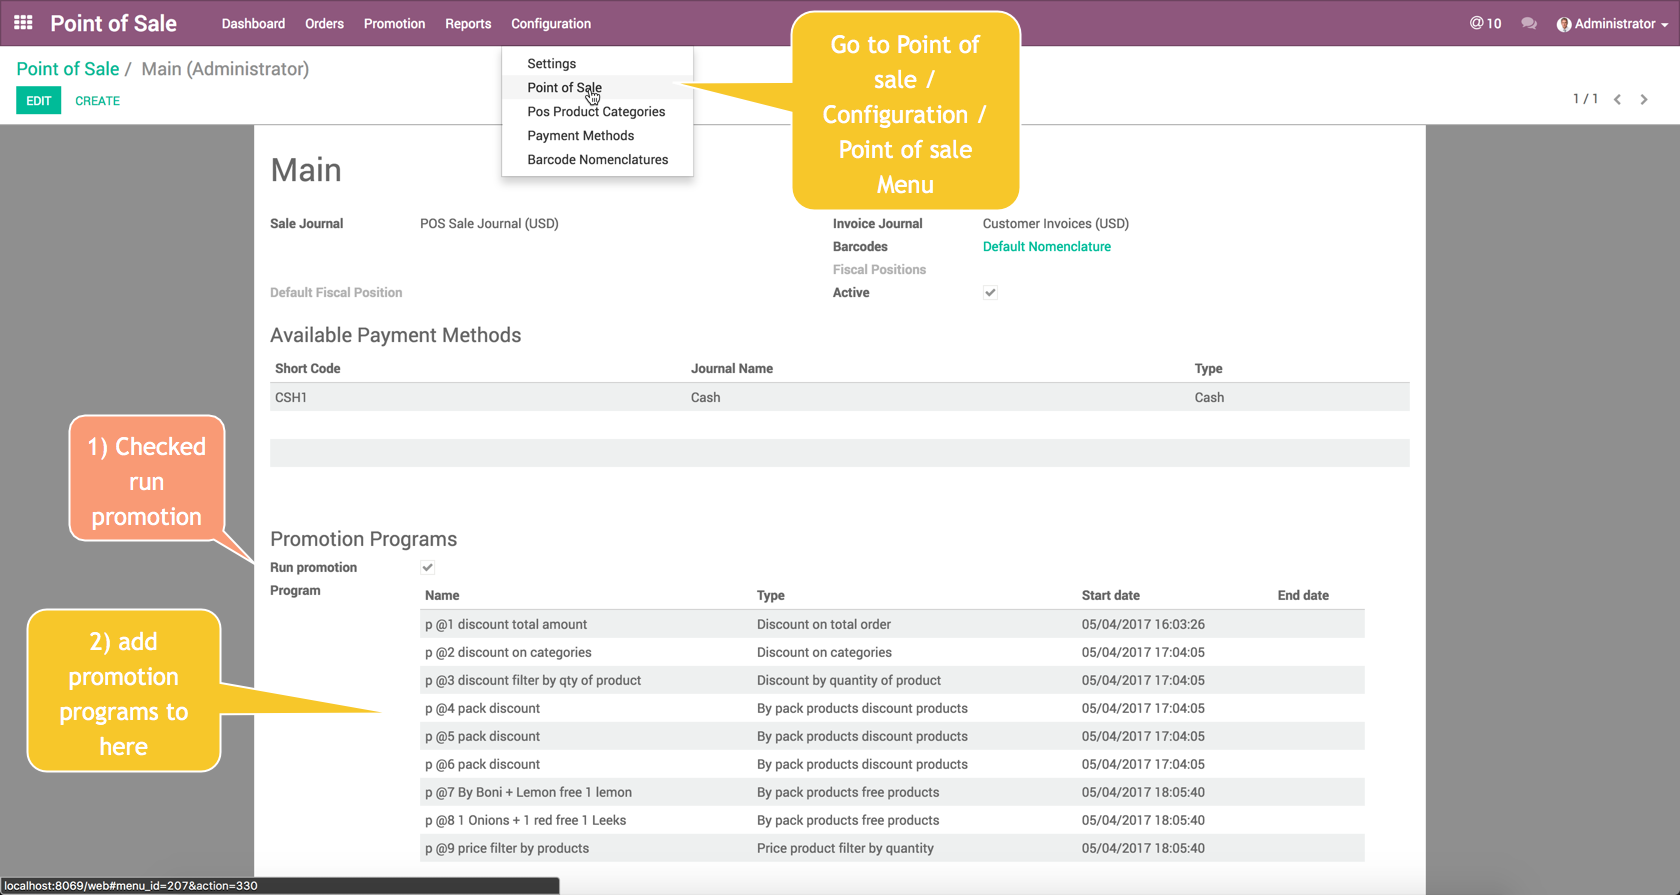 Point of Sale
Dashboard
Orders
Promotion
Reports
Configuration
@ 10
Administrator
Point of Sale / Main (Administrator)
EDIT
CREATE
1 / 1
Settings
Point of Sale
Pos Product Categories
Payment Methods
Barcode Nomenclatures
Go to Point of
sale /
Configuration /
Point of sale
Menu
Main
Sale Journal POS Sale Journal (USD)
Default Fiscal Position
Invoice Journal Customer Invoices (USD)
Barcodes Default Nomenclature
Fiscal Positions
Active
Available Payment Methods
Short Code Journal Name Type
CSH1 Cash Cash
1) Checked
run
promotion
Promotion Programs
Run promotion
Program
2) add
promotion
programs to
here
Name Type Start date End date
p @1 discount total amount Discount on total order 05/04/2017 16:03:26
p @2 discount on categories Discount on categories 05/04/2017 17:04:05
p @3 discount filter by qty of product Discount by quantity of product 05/04/2017 17:04:05
p @4 pack discount By pack products discount products 05/04/2017 17:04:05
p @5 pack discount By pack products discount products 05/04/2017 17:04:05
p @6 pack discount By pack products discount products 05/04/2017 17:04:05
p @7 By Boni + Lemon free 1 lemon By pack products free products 05/04/2017 18:05:40
p @8 1 Onions + 1 red free 1 Leeks By pack products free products 05/04/2017 18:05:40
p @9 price filter by products Price product filter by quantity 05/04/2017 18:05:40
localhost:8069/web#menu_id=207&action=330